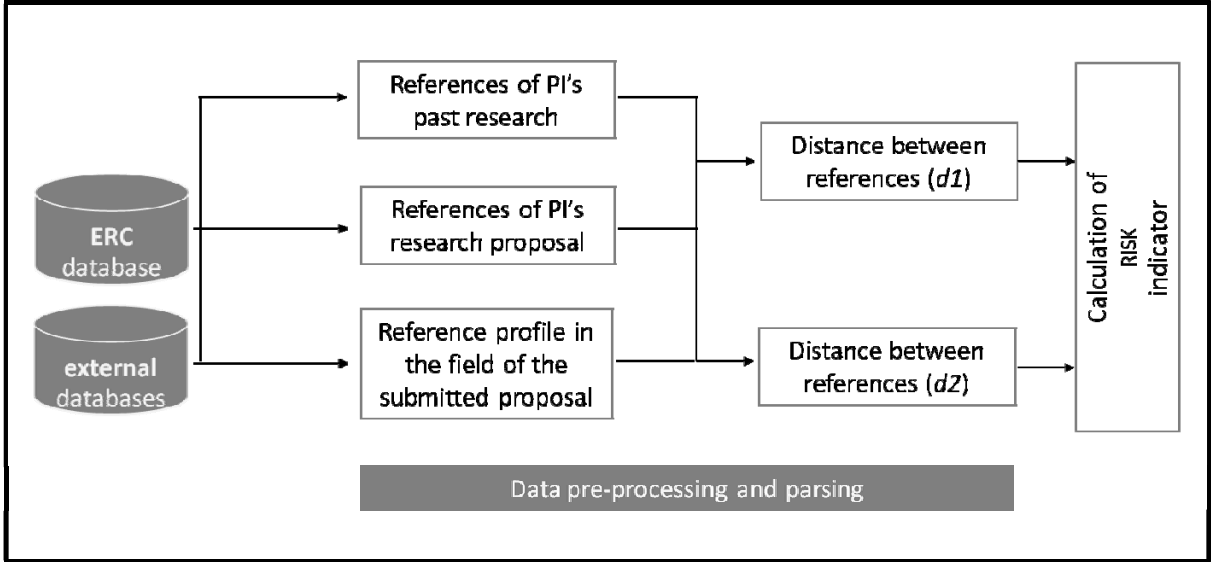 References of PI's
past research
ERC
database
References of PI's
research proposal
external
databases
Reference profile in
the field of the
submitted proposal
Distance between
references (d1)
Distance between
references (d2)
Calculation of
RISK
indicator
Data pre-processing and parsing